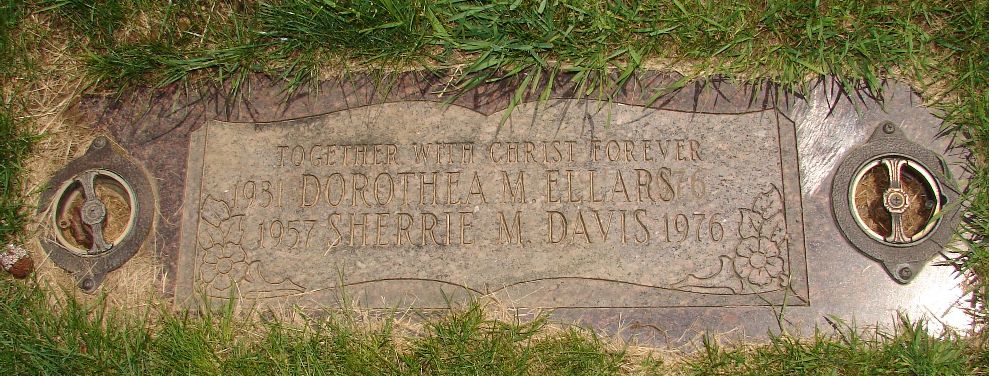 TOGETHER WITH CHRIST FOREVER
1931 DOROTHEA M. ELLARS 76
1957 SHERRIE M. DAVIS 1976